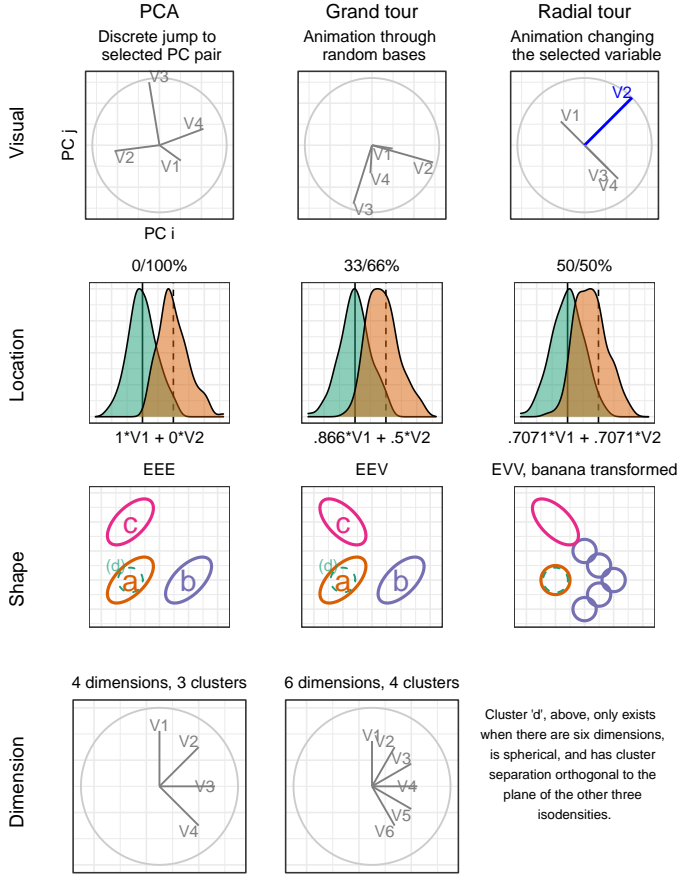 PCA
Grand tour
Radial tour
Discrete jump to
selected PC pair
Animation through
random bases
Animation changing
the selected variable
Visual
PC j
V3
V4
V2
V1
PC i
V1
V2
V4
V3
V2
V1
V3
V4
0/100%
33/66%
50/50%
Location
1*V1 + 0*V2
.866*V1 + .5*V2
.7071*V1 + .7071*V2
EEE
EEV
EVV, banana transformed
Shape
c
(d)
a
b
c
(d)
a
b
4 dimensions, 3 clusters
6 dimensions, 4 clusters
Dimension
V1
V2
V3
V4
V1
V2
V3
V4
V5
V6
Cluster 'd', above, only exists
when there are six dimensions,
is spherical, and has cluster
separation orthogonal to the
plane of the other three
isodensities.